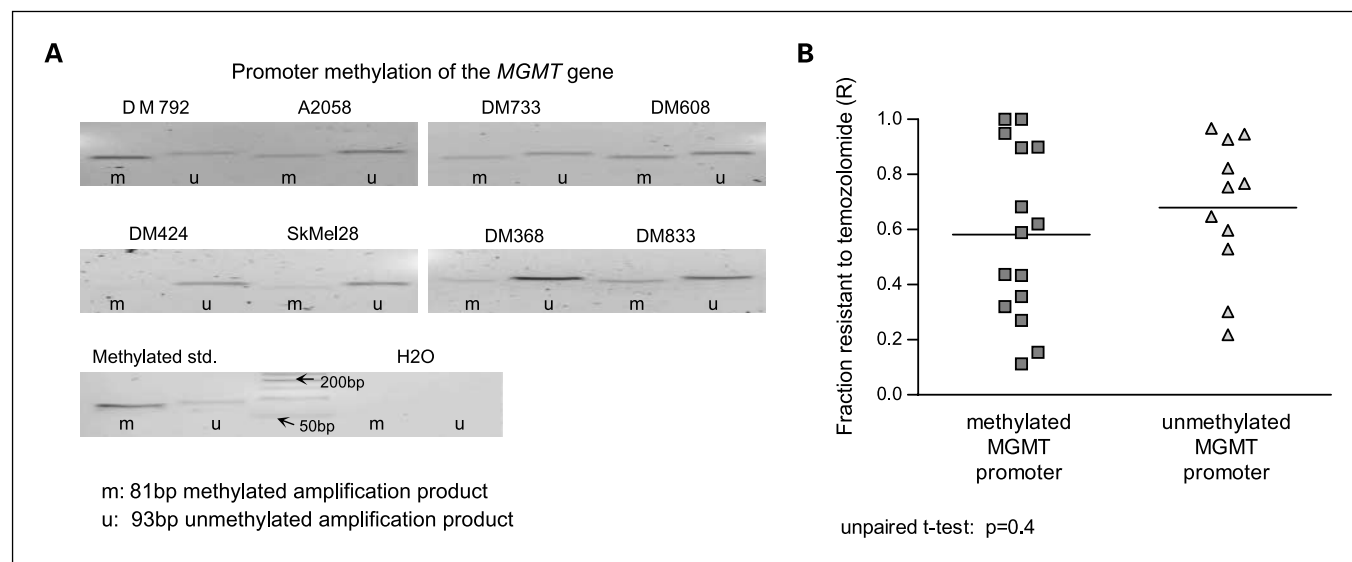 A
Promoter methylation of the MGMT gene
D M 792 A2058 DM733 DM608
m u m u m u m u
DM424 SkMel28 DM368 DM833
m u m u m u m u
Methylated std. H2O
200bp
50bp
m u m u
m: 81bp methylated amplification product
u: 93bp unmethylated amplification product
B
Fraction resistant to temozolomide (R)
1.0
0.8
0.6
0.4
0.2
0.0
methylated
MGMT
promoter
unmethylated
MGMT
promoter
unpaired t-test: p=0.4